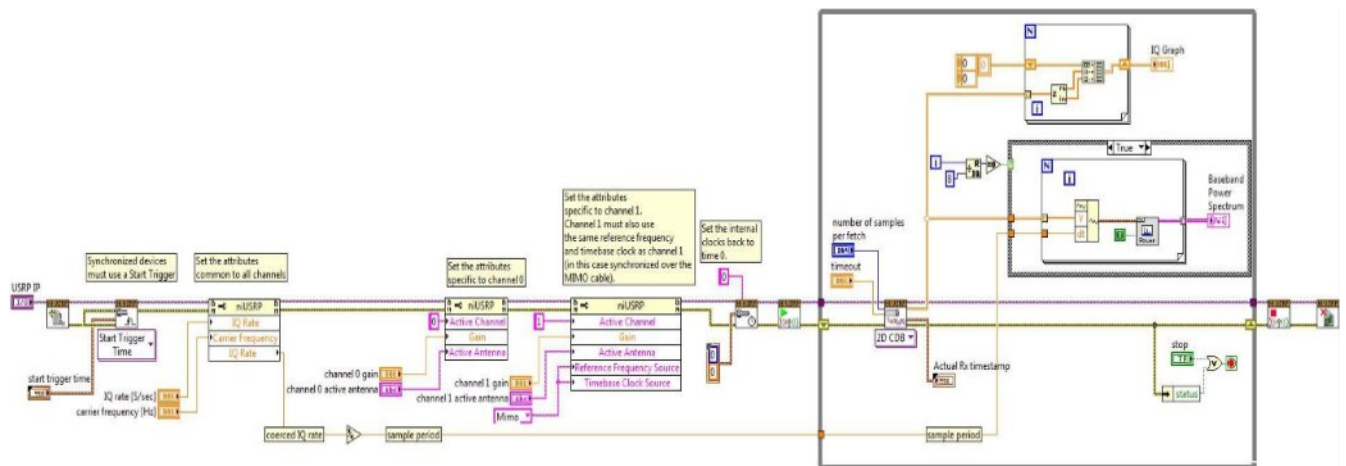 IQ Graph
True
Baseband
Power
Spectrum
Set the attributes
specific to channel 1.
Channel 1 must also use
the same reference frequency
and timebase clock as channel 1
(in this case synchronized over the
MIMO cable).
Set the internal
clocks back to
time 0.
number of samples
per fetch
timeout
Synchronized devices
must use a Start Trigger
Set the attributes
common to all channels
Set the attributes
specific to channel 0
USRP IP
niUSRP
IQ Rate
Carrier Frequency
IQ Rate
niUSRP
Active Channel
Gain
Active Antenna
niUSRP
Active Channel
Gain
Active Antenna
Reference Frequency Source
Timebase Clock Source
Start Trigger
Time
2D CDB
stop
start trigger time
channel 0 gain
channel 0 active antenna
channel 1 gain
channel 1 active antenna
Actual Rx timestamp
IQ rate [S/sec]
carrier frequency [Hz]
Mimo
status
coerced IQ rate
sample period
sample period